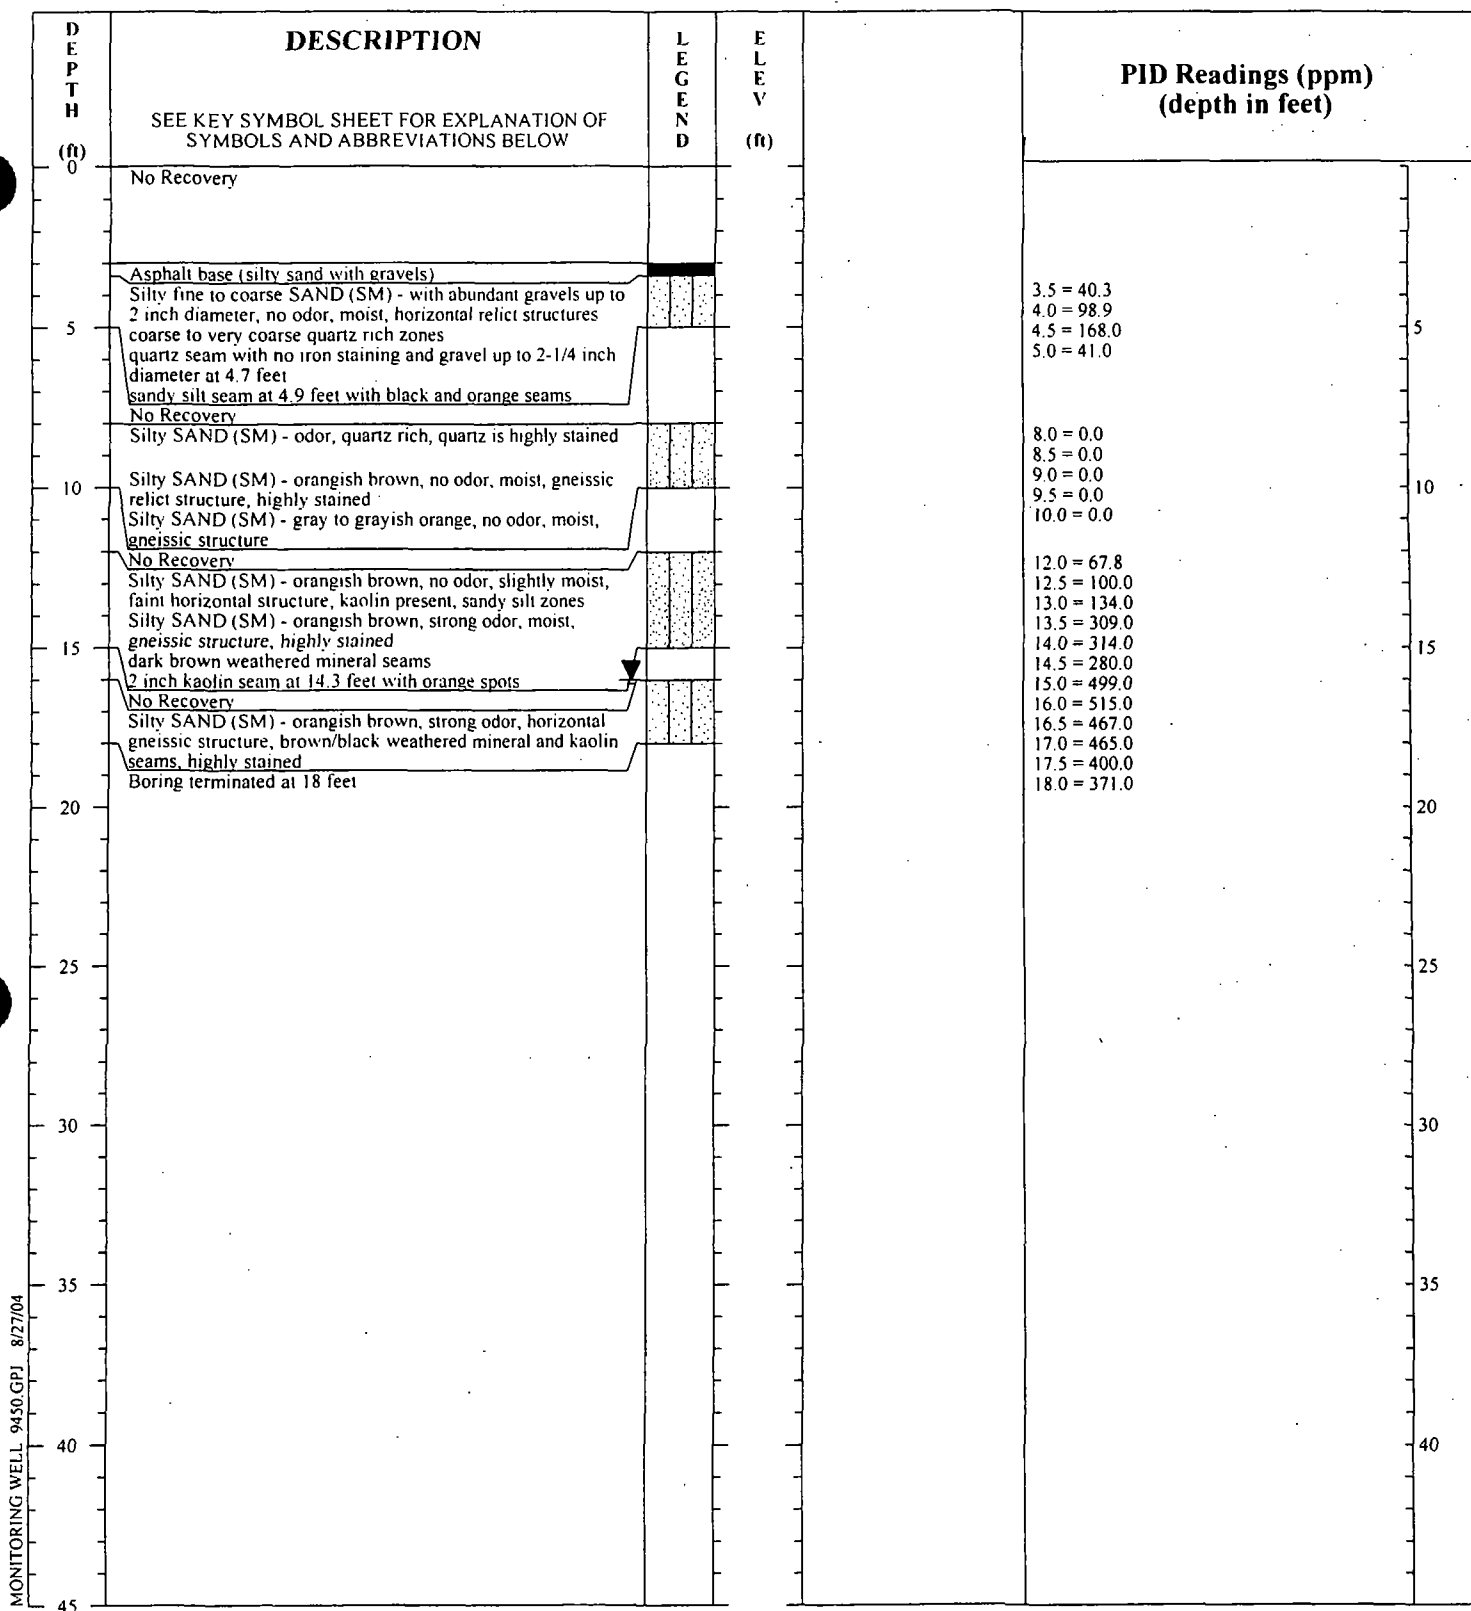 DEPTH (ft)
DESCRIPTION
SEE KEY SYMBOL SHEET FOR EXPLANATION OF
SYMBOLS AND ABBREVIATIONS BELOW
LEGEND
ELEV (ft)
PID Readings (ppm)
(depth in feet)
0
No Recovery
Asphalt base (silty sand with gravels)
Silty fine to coarse SAND (SM) - with abundant gravels up to
2 inch diameter, no odor, moist, horizontal relict structures
coarse to very coarse quartz rich zones
quartz seam with no iron staining and gravel up to 2-1/4 inch
diameter at 4.7 feet
sandy silt seam at 4.9 feet with black and orange seams
No Recovery
Silty SAND (SM) - odor, quartz rich, quartz is highly stained
Silty SAND (SM) - orangish brown, no odor, moist, gneissic
relict structure, highly stained
Silty SAND (SM) - gray to grayish orange, no odor, moist,
gneissic structure
No Recovery
Silty SAND (SM) - orangish brown, no odor, slightly moist,
faint horizontal structure, kaolin present, sandy silt zones
Silty SAND (SM) - orangish brown, strong odor, moist,
gneissic structure, highly stained
dark brown weathered mineral seams
2 inch kaolin seam at 14.3 feet with orange spots
No Recovery
Silty SAND (SM) - orangish brown, strong odor, horizontal
gneissic structure, brown/black weathered mineral and kaolin
seams, highly stained
Boring terminated at 18 feet
5
10
15
20
25
30
35
40
45
3.5 = 40.3
4.0 = 98.9
4.5 = 168.0
5.0 = 41.0
8.0 = 0.0
8.5 = 0.0
9.0 = 0.0
9.5 = 0.0
10.0 = 0.0
12.0 = 67.8
12.5 = 100.0
13.0 = 134.0
13.5 = 309.0
14.0 = 314.0
14.5 = 280.0
15.0 = 499.0
16.0 = 515.0
16.5 = 467.0
17.0 = 465.0
17.5 = 400.0
18.0 = 371.0
5
10
15
20
25
30
35
40
MONITORING WELL 9450.GPJ 8/27/04